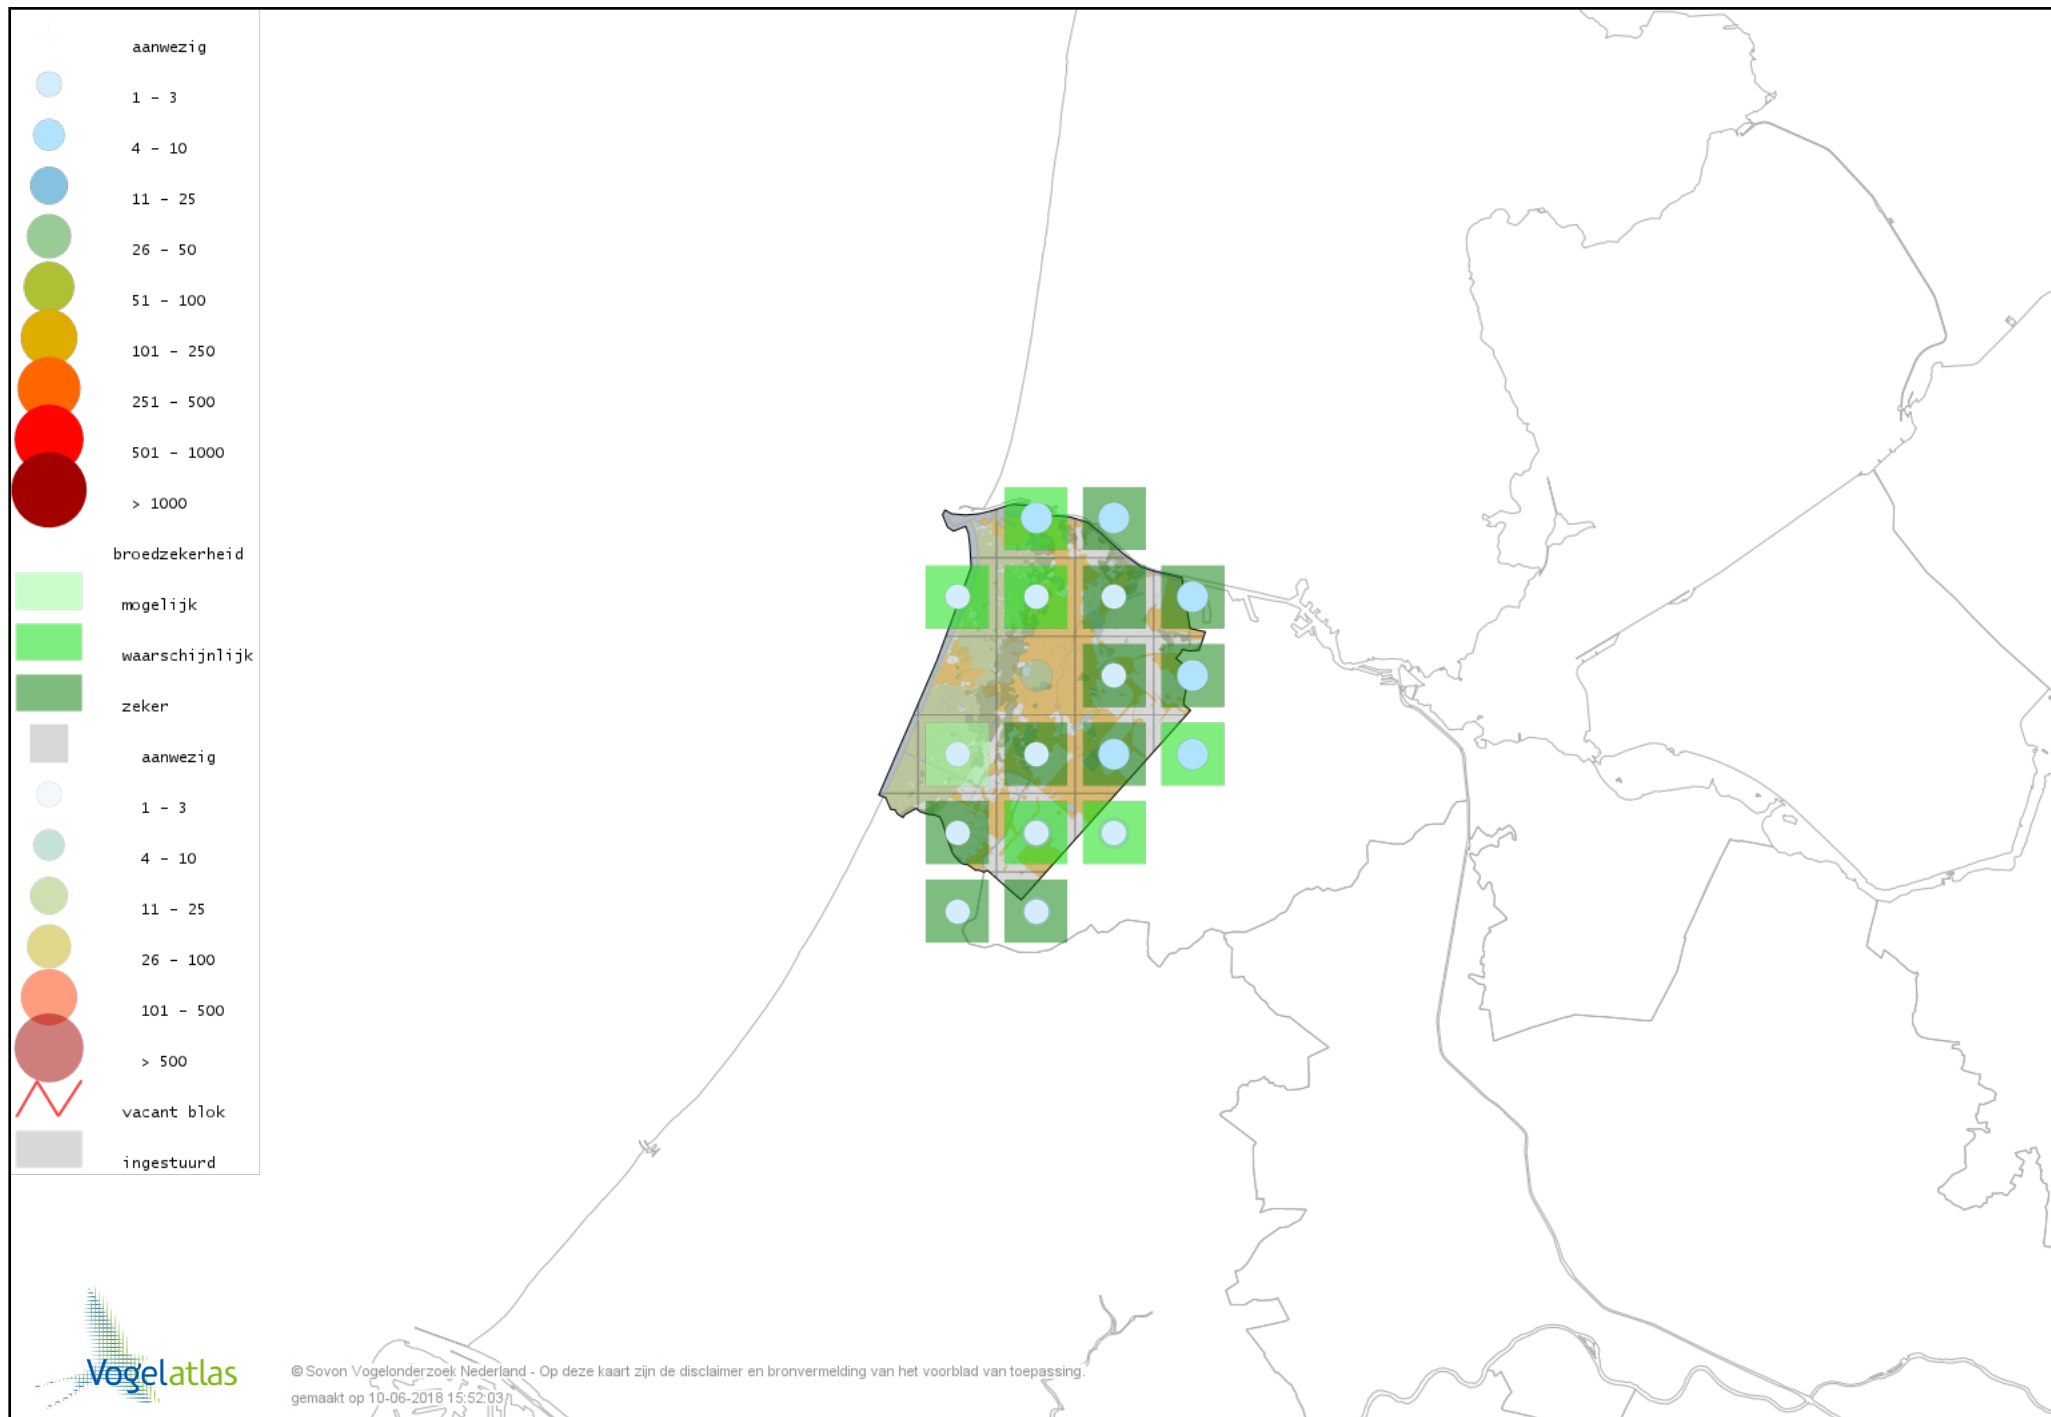 aanwezig
1 - 3
4 - 10
11 - 25
26 - 50
51 - 100
101 - 250
251 - 500
501 - 1000
> 1000
broedzekerheid
mogelijk
waarschijnlijk
zeker
aanwezig
1 - 3
4 - 10
11 - 25
26 - 100
101 - 500
> 500
vacant blok
ingestuurd
Vogelatlas
© Sovon Vogelonderzoek Nederland - Op deze kaart zijn de disclaimer en bronvermelding van het voorblad van toepassing.
gemaakt op 10-06-2018 15:52:03